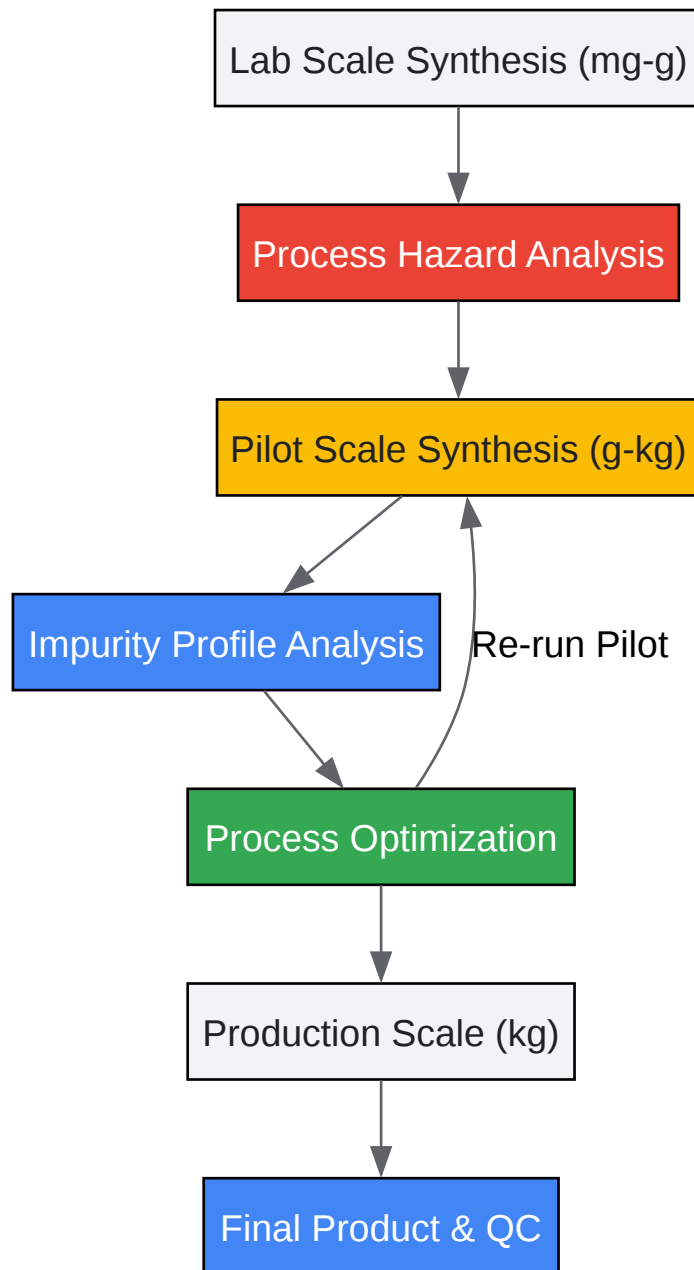 Lab Scale Synthesis (mg-g)
Process Hazard Analysis
Pilot Scale Synthesis (g-kg)
Impurity Profile Analysis
Re-run Pilot
Process Optimization
Production Scale (kg)
Final Product & QC